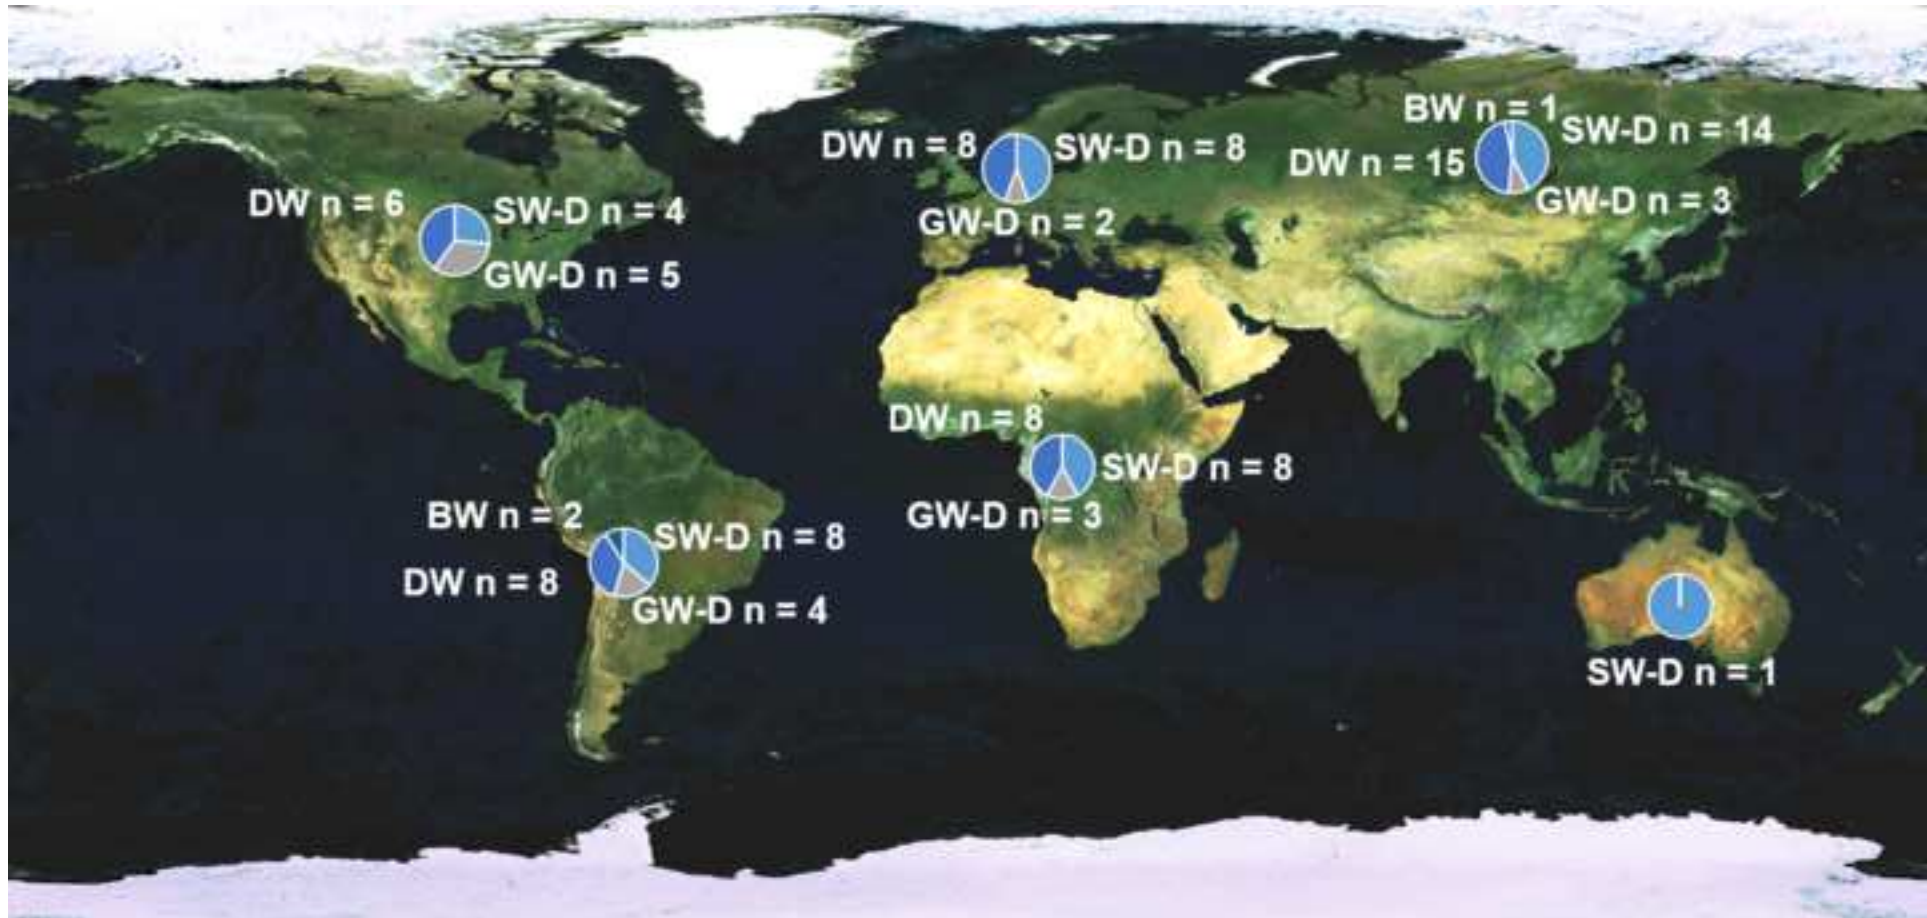 BW n = 1
SW-D n = 14
DW n = 15
GW-D n = 3
DW n = 8
SW-D n = 8
GW-D n = 2
DW n = 6
SW-D n = 4
GW-D n = 5
DW n = 8
SW-D n = 8
GW-D n = 3
BW n = 2
SW-D n = 8
DW n = 8
GW-D n = 4
SW-D n = 1